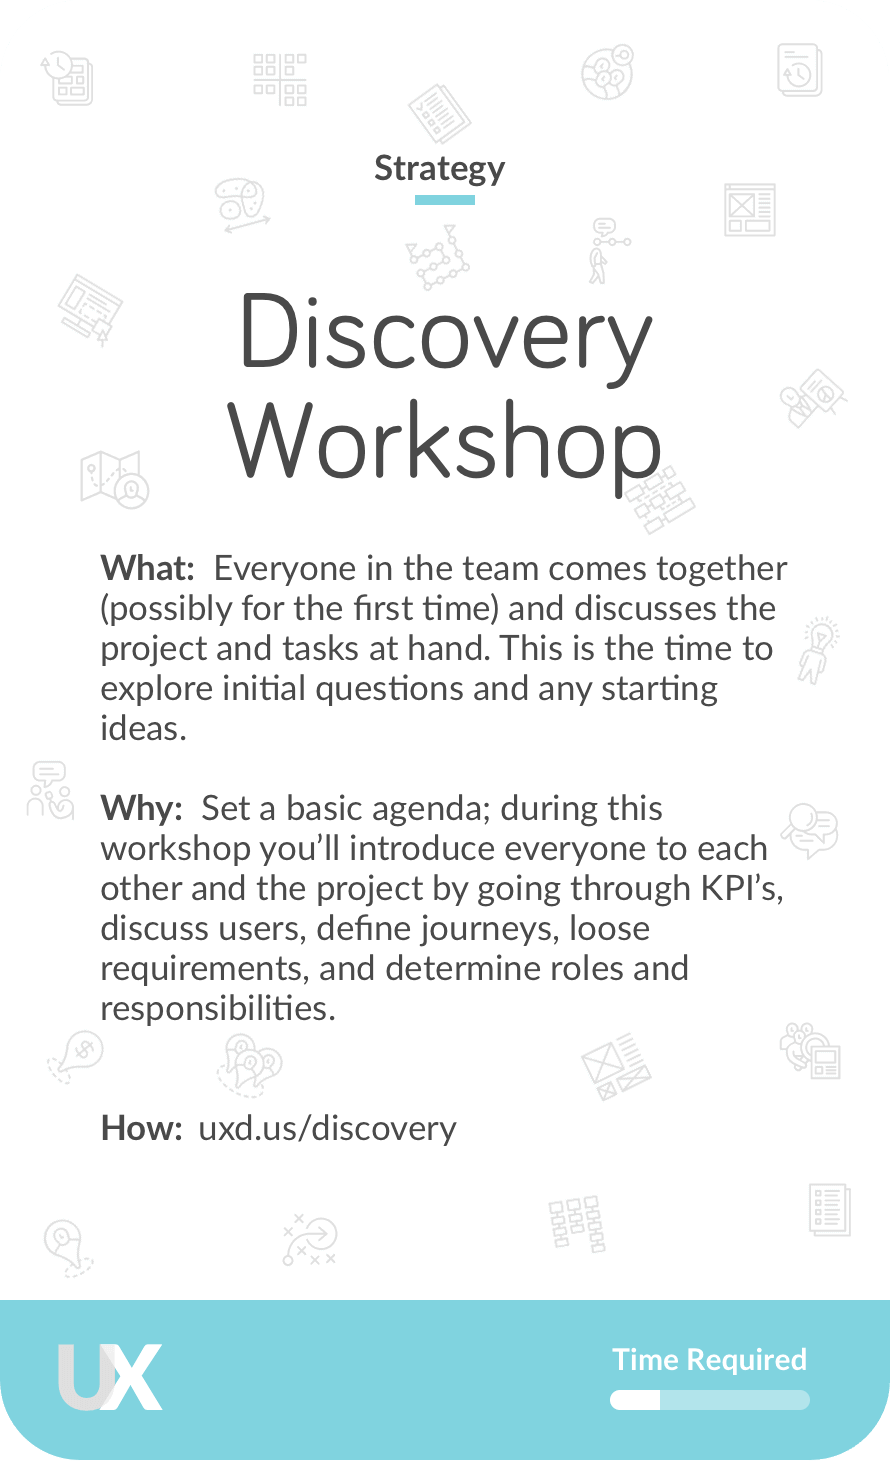 Strategy
Discovery
Workshop
What: Everyone in the team comes together
(possibly for the first time) and discusses the
project and tasks at hand. This is the time to
explore initial questions and any starting
ideas.
Why: Set a basic agenda; during this
workshop you’ll introduce everyone to each
other and the project by going through KPI’s,
discuss users, define journeys, loose
requirements, and determine roles and
responsibilities.
How: uxd.us/discovery
UX
Time Required